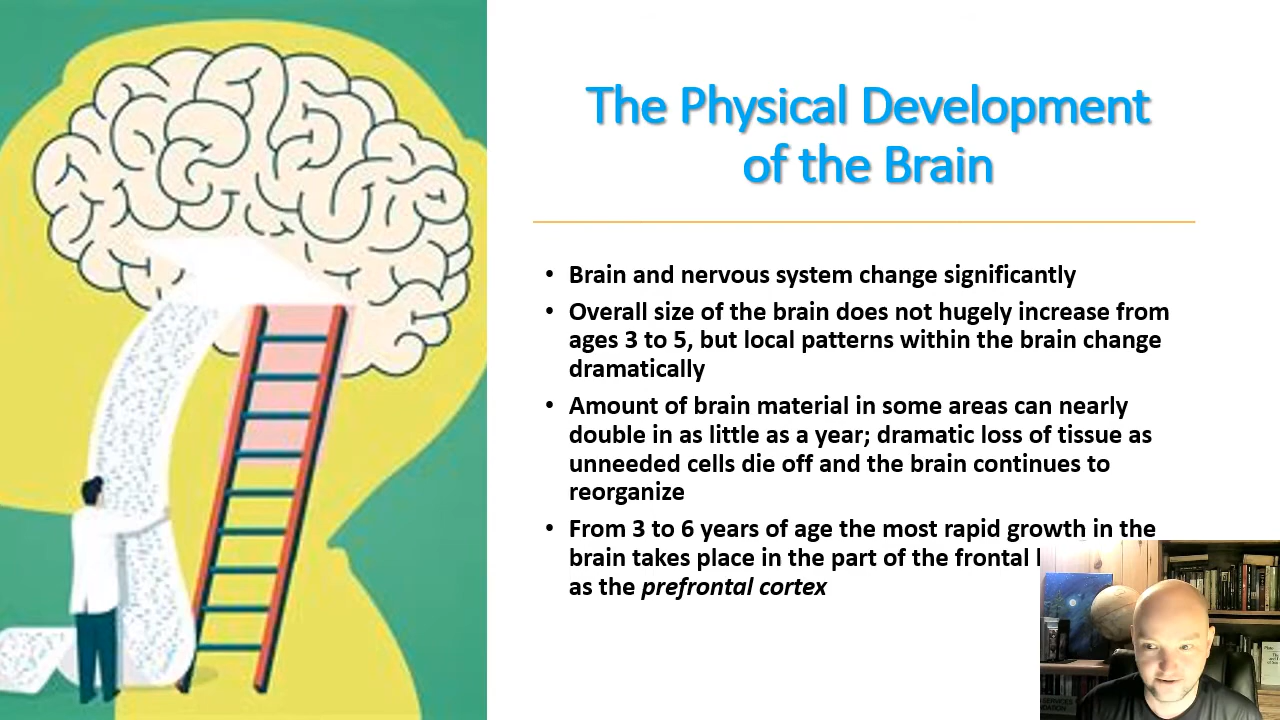 The Physical Development
of the Brain
• Brain and nervous system change significantly
• Overall size of the brain does not hugely increase from
ages 3 to 5, but local patterns within the brain change
dramatically
• Amount of brain material in some areas can nearly
double in as little as a year; dramatic loss of tissue as
unneeded cells die off and the brain continues to
reorganize
• From 3 to 6 years of age the most rapid growth in the
brain takes place in the part of the frontal
as the prefrontal cortex